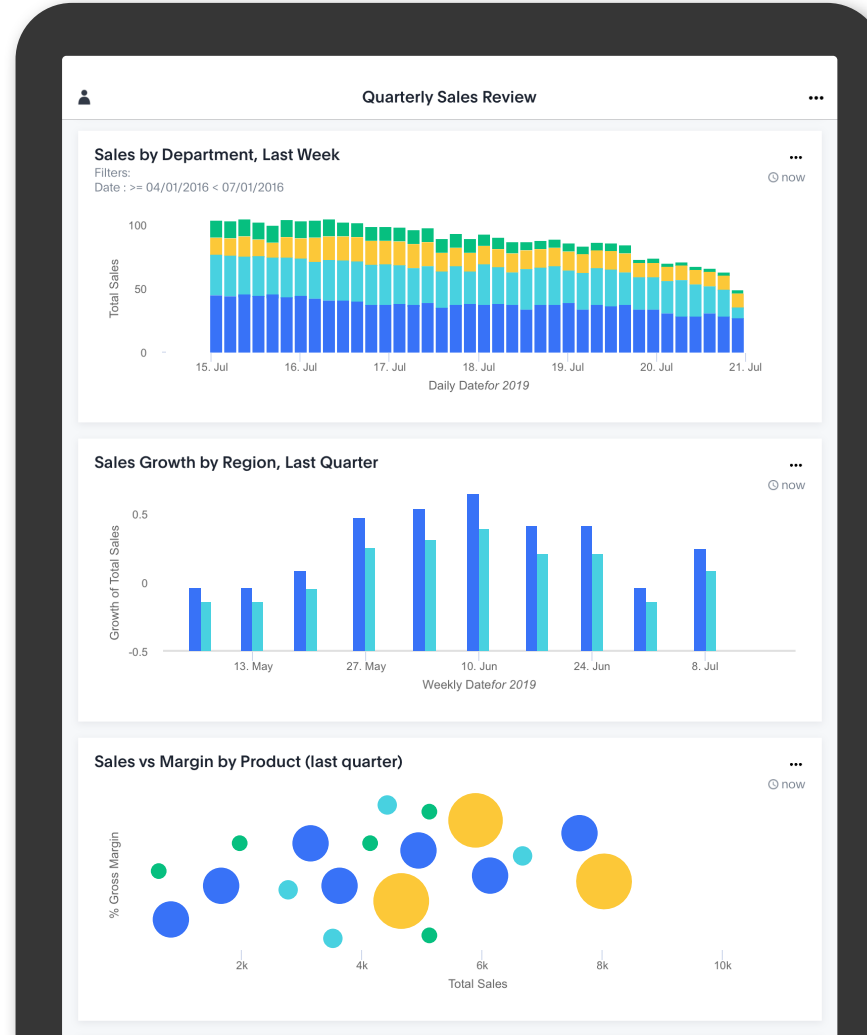 Quarterly Sales Review
Sales by Department, Last Week
Filters:
Date : >= 04/01/2016 < 07/01/2016
now
Total Sales
100
50
0
15. Jul 16. Jul 17. Jul 18. Jul 19. Jul 20. Jul 21. Jul
Daily Datefor 2019
Sales Growth by Region, Last Quarter
now
Growth of Total Sales
0.5
0
-0.5
13. May 27. May 10. Jun 24. Jun 8. Jul
Weekly Datefor 2019
Sales vs Margin by Product (last quarter)
now
% Gross Margin
2k 4k 6k 8k 10k
Total Sales